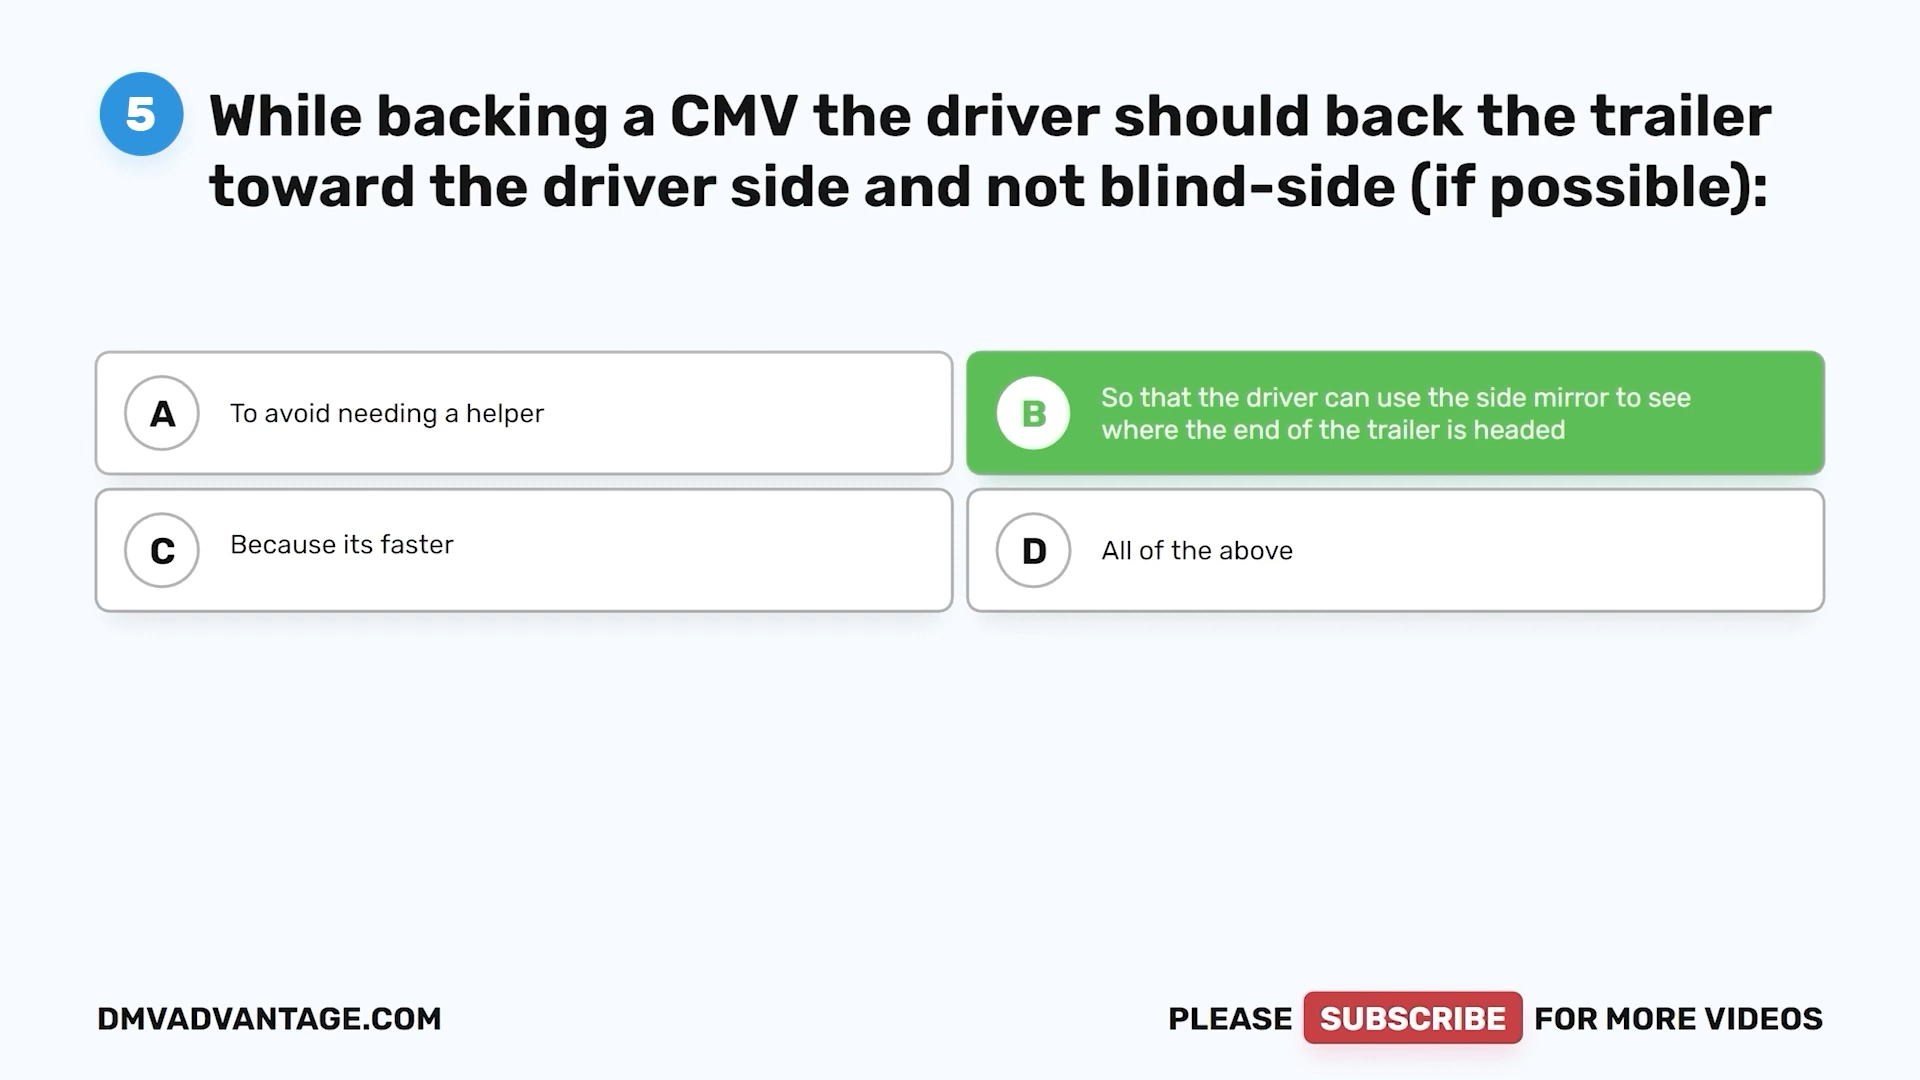 5
While backing a CMV the driver should back the trailer
toward the driver side and not blind-side (if possible):
A
To avoid needing a helper
B
So that the driver can use the side mirror to see
where the end of the trailer is headed
C
Because its faster
D
All of the above
DMVADVANTAGE.COM
PLEASE SUBSCRIBE FOR MORE VIDEOS